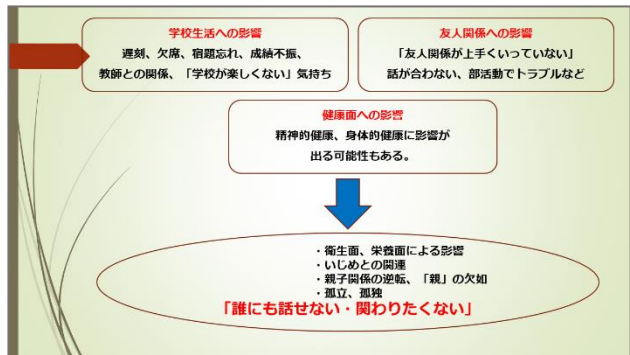 学校生活への影響
遅刻、欠席、宿題忘れ、成績不振、
教師との関係、「学校が楽しくない」気持ち
友人関係への影響
「友人関係が上手くいっていない」
話が合わない、部活動でトラブルなど
健康面への影響
精神的健康、身体的健康に影響が
出る可能性もある。
・衛生面、栄養面による影響
・いじめとの関連
・親子関係の逆転、「親」の欠如
・孤立、孤独
「誰にも話せない・関わりたくない」